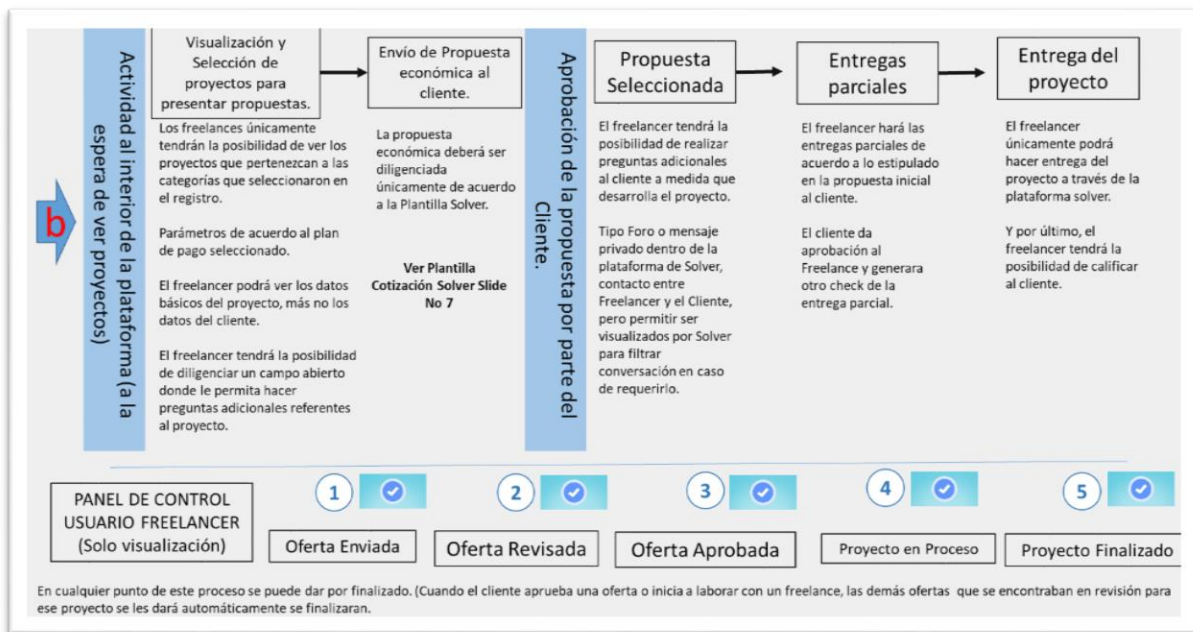 b
Actividad al interior de la plataforma (a la
espera de ver proyectos)
Visualización y
Selección de
proyectos para
presentar propuestas.
Los freelances únicamente
tendrán la posibilidad de ver los
proyectos que pertenezcan a las
categorías que seleccionaron en
el registro.
Parámetros de acuerdo al plan
de pago seleccionado.
El freelancer podrá ver los datos
básicos del proyecto, más no los
datos del cliente.
El freelancer tendrá la posibilidad
de diligenciar un campo abierto
donde le permita hacer
preguntas adicionales referentes
al proyecto.
Envío de Propuesta
económica al
cliente.
La propuesta
económica deberá ser
diligenciada
únicamente de acuerdo
a la Plantilla Solver.
Ver Plantilla
Cotización Solver Slide
No 7
Aprobación de la propuesta por parte del
Cliente.
Propuesta
Seleccionada
El freelancer tendrá la
posibilidad de realizar
preguntas adicionales
al cliente a medida que
desarrolla el proyecto.
Tipo Foro o mensaje
privado dentro de la
plataforma de Solver,
contacto entre
Freelancer y el Cliente,
pero permitir ser
visualizados por Solver
para filtrar
conversación en caso
de requerirlo.
Entregas
parciales
El freelancer hará las
entregas parciales de
acuerdo a lo estipulado
en la propuesta inicial
al cliente.
El cliente da
aprobación al
Freelance y generara
otro check de la
entrega parcial.
Entrega del
proyecto
El freelancer
únicamente podrá
hacer entrega del
proyecto a través de la
plataforma solver.
Y por último, el
freelancer tendrá la
posibilidad de calificar
al cliente.
PANEL DE CONTROL
USUARIO FREELANCER
(Solo visualización)
1
Oferta Enviada
2
Oferta Revisada
3
Oferta Aprobada
4
Proyecto en Proceso
5
Proyecto Finalizado
En cualquier punto de este proceso se puede dar por finalizado. (Cuando el cliente aprueba una oferta o inicia a laborar con un freelance, las demás ofertas que se encontraban en revisión para
ese proyecto se les dará automáticamente se finalizaran.